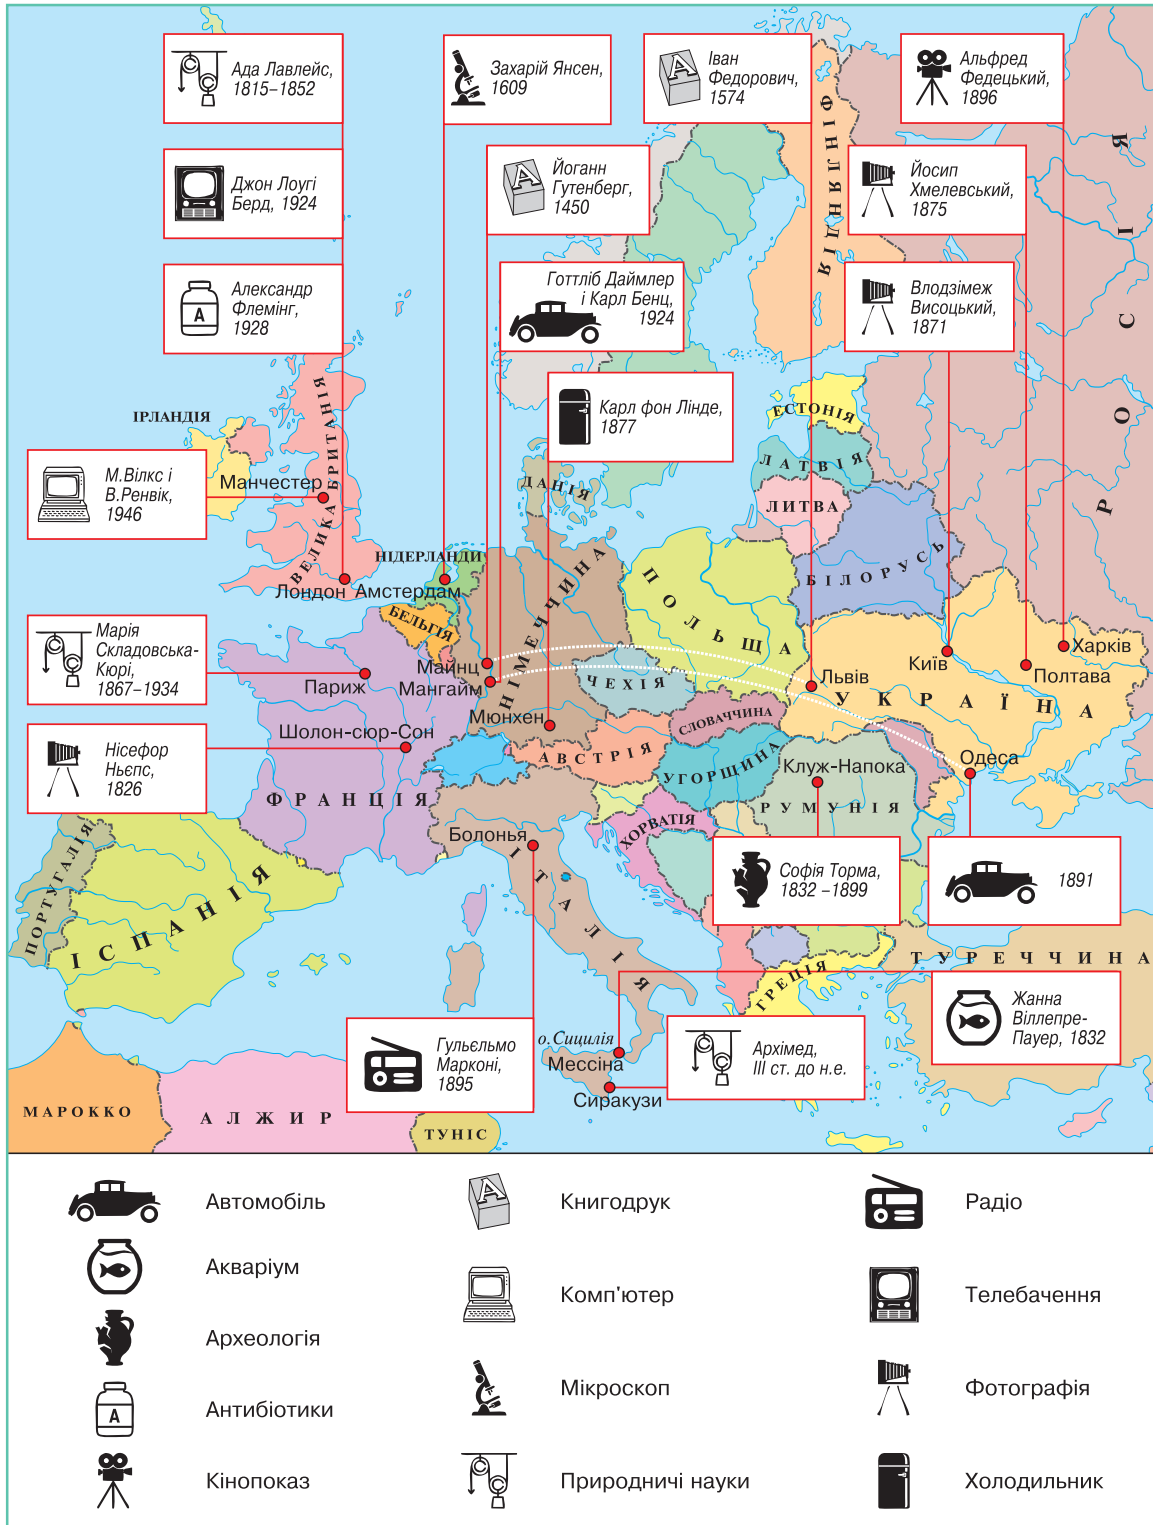 Ада Лавлейс,
1815–1852
Захарій Янсен,
1609
Іван
Федорович,
1574
Альфред
Федецький,
1896
Джон Лоугі
Берд, 1924
Йоганн
Гутенберг,
1450
Йосип
Хмелевський,
1875
Александр
Флемінг,
1928
Готтліб Даймлер
і Карл Бенц,
1924
Влодзімеж
Висоцький,
1871
Карл фон Лінде,
1877
ФІНЛЯНДІЯ
РОСІЯ
ІРЛАНДІЯ
ВЕЛИКА БРИТАНІЯ
ЕСТОНІЯ
ЛАТВІЯ
ЛИТВА
ДАНІЯ
М.Вілкс і
В.Ренвік,
1946
Манчестер
НІДЕРЛАНДИ
БІЛОРУСЬ
Лондон
Амстердам
БЕЛЬГІЯ
НІМЕЧЧИНА
ПОЛЬЩА
Марія
Складовська-
Кюрі,
1867–1934
Париж
Майнц
Мангайм
ЧЕХІЯ
Львів
Київ
Харків
Полтава
УКРАЇНА
Мюнхен
СЛОВАЧЧИНА
Нісефор
Ньєпс,
1826
Шолон-сюр-Сон
АВСТРІЯ
УГОРЩИНА
Клуж-Напока
Одеса
ФРАНЦІЯ
РУМУНІЯ
Болонья
ХОРВАТІЯ
ПОРТУГАЛІЯ
ІСПАНІЯ
ІТАЛІЯ
Софія Торма,
1832 –1899
1891
ТУРЕЧЧИНА
ГРЕЦІЯ
Жанна
Віллепре-
Пауер, 1832
Гульєльмо
Марконі,
1895
о.Сицилія
Мессіна
Сиракузи
Архімед,
ІІІ ст. до н.е.
МАРОККО
АЛЖИР
ТУНІС
А
Автомобіль
Акваріум
Археологія
А
Антибіотики
Кінопоказ
А
Книгодрук
Комп'ютер
Мікроскоп
Природничі науки
Радіо
Телебачення
Фотографія
Холодильник